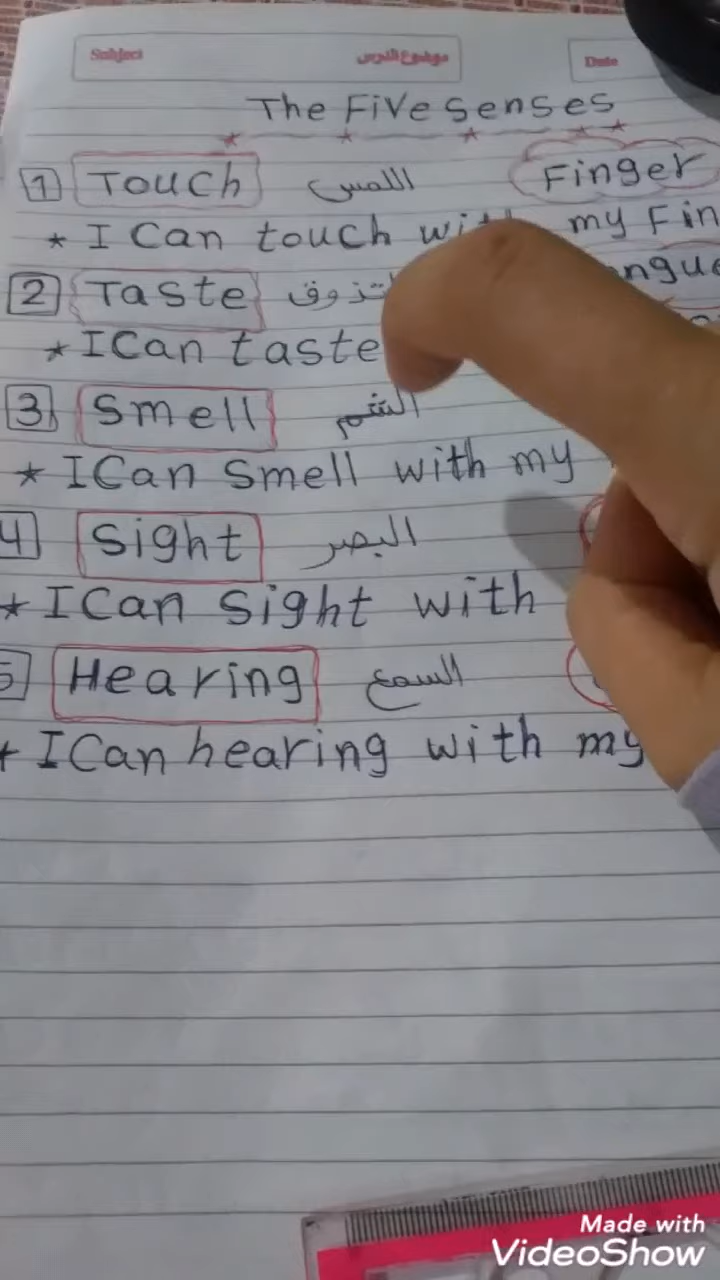 Subject موضوع الدرس Date
The Five senses
1 Touch اللمس Finger
* I Can touch with my Fin
2 Taste التذوق ngue
* I Can taste
3 Smell الشم
* I Can Smell with my
4 Sight البصر
* I Can Sight with
5 Hearing السمع
* I Can hearing with my
Made with
VideoShow